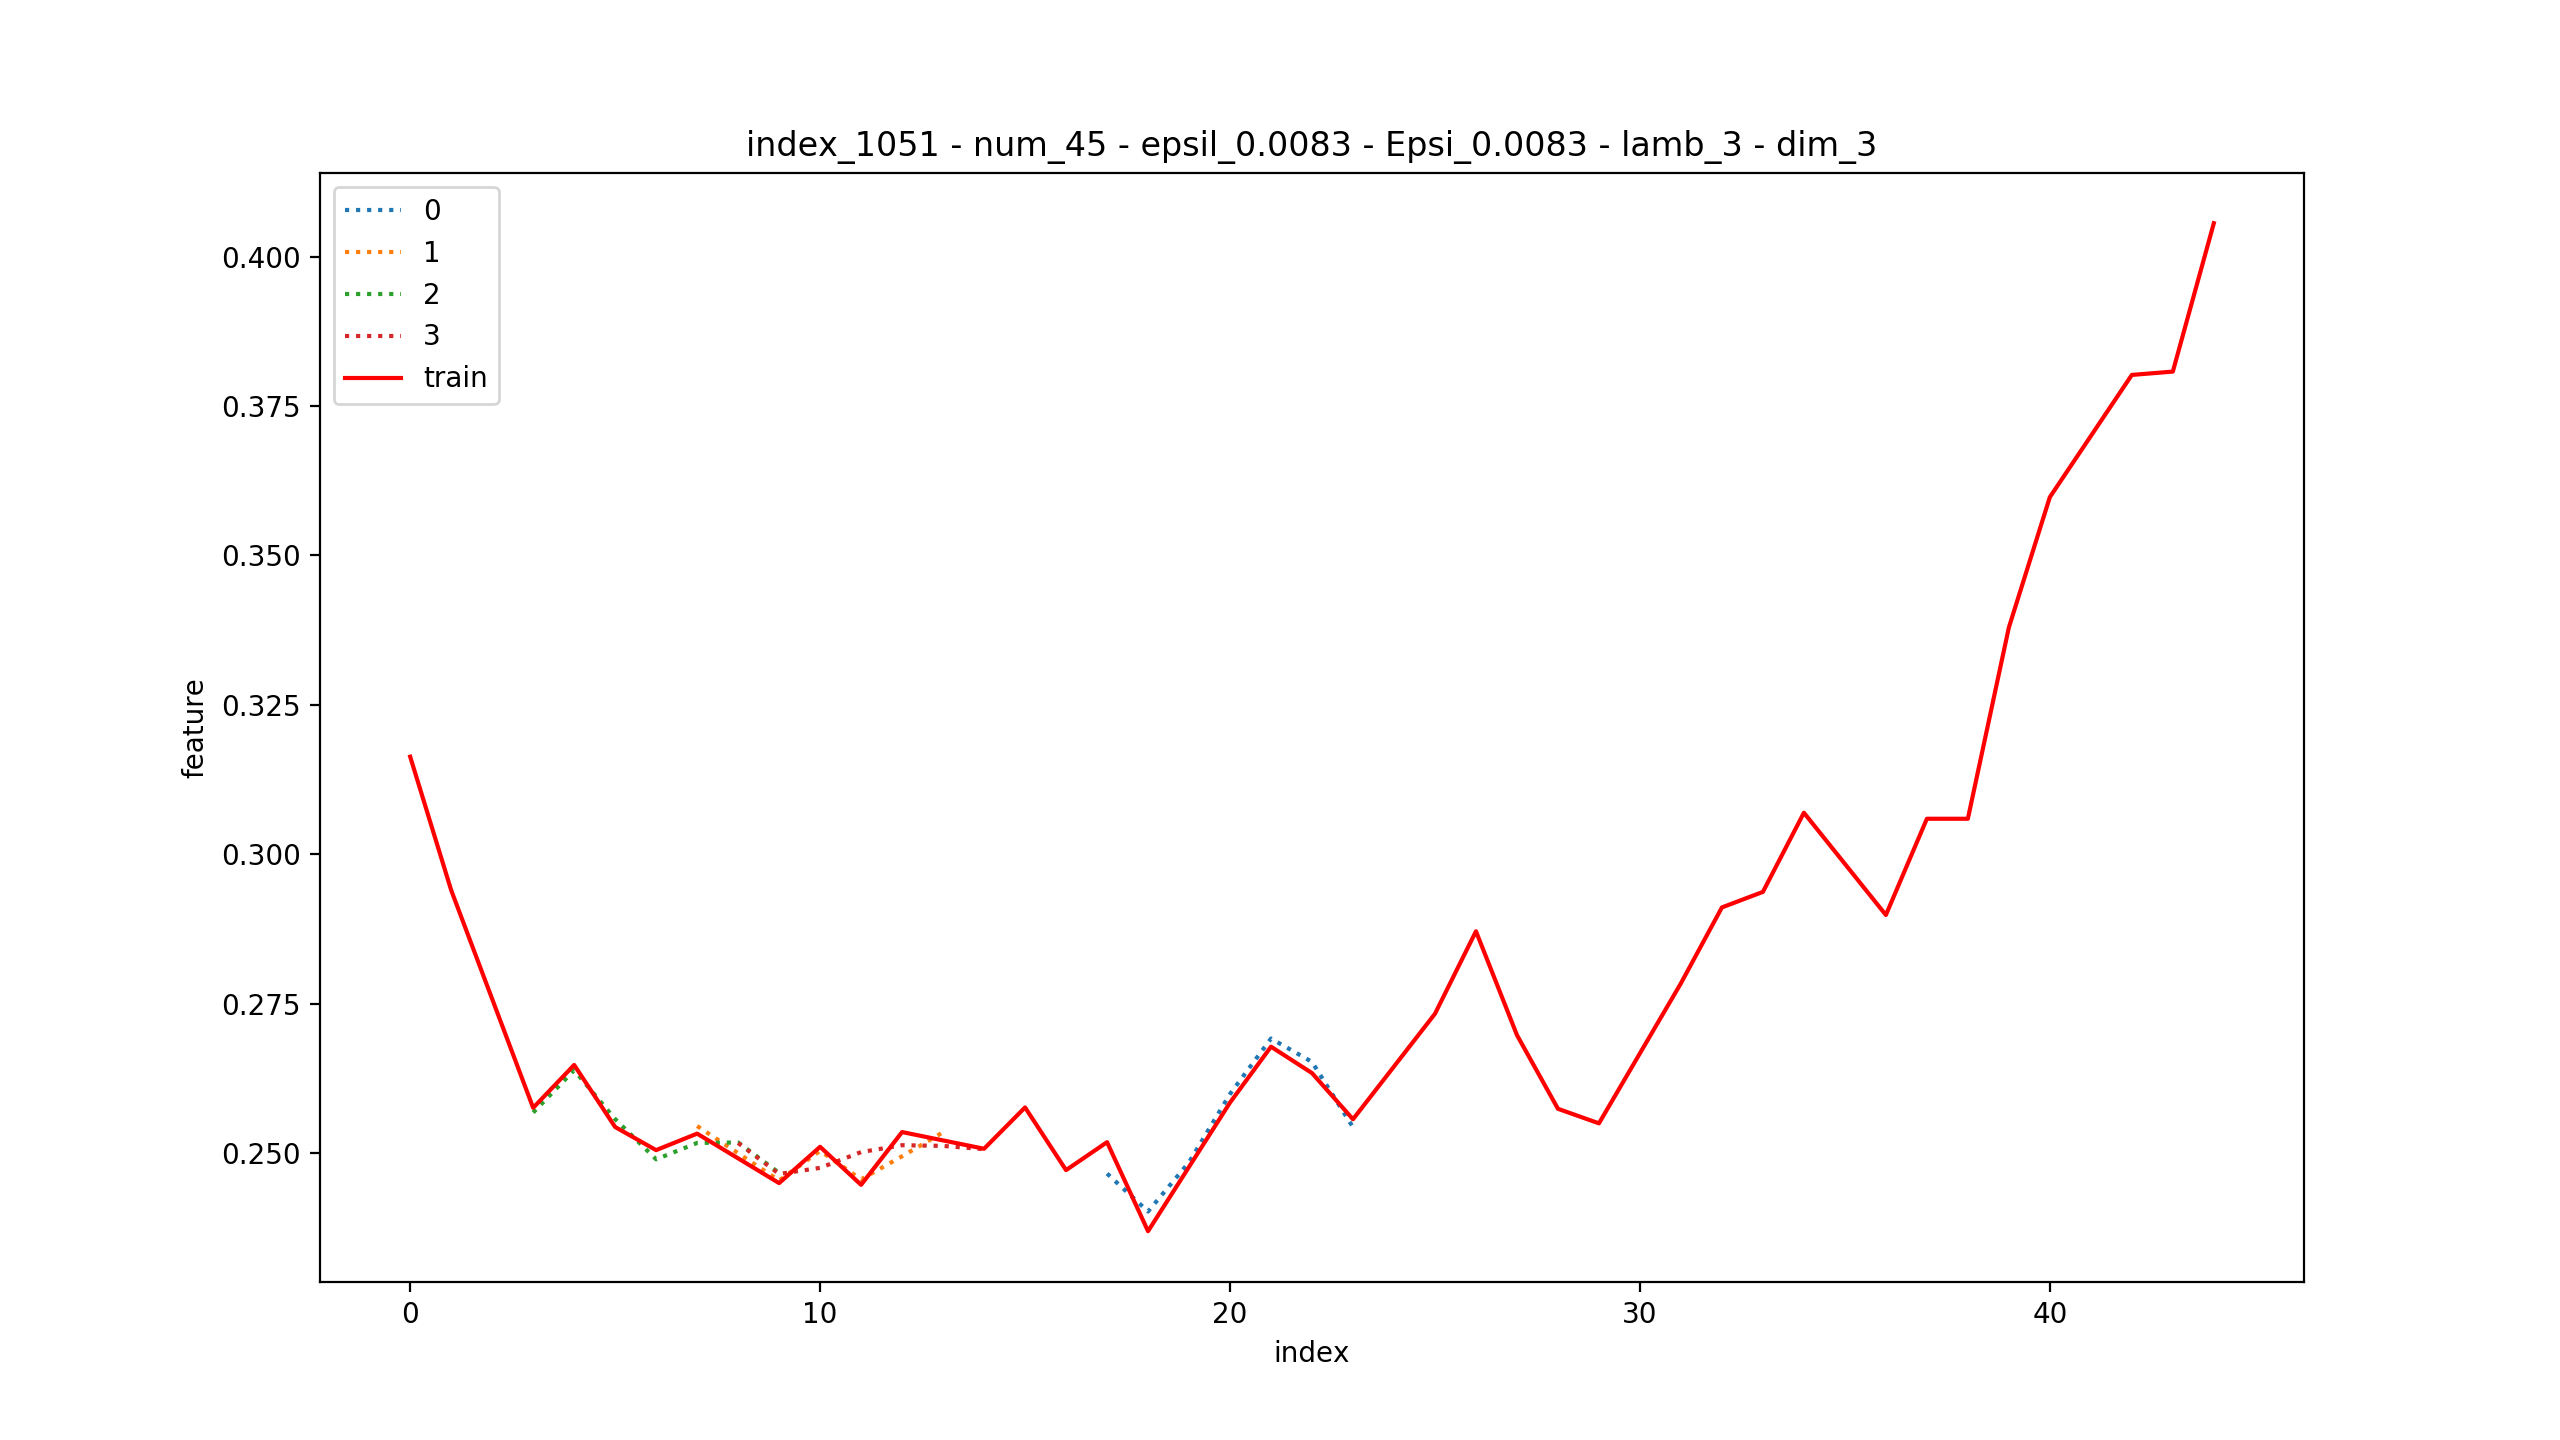 index_1051 - num_45 - epsil_0.0083 - Epsi_0.0083 - lamb_3 - dim_3
0
1
2
3
train
0.400
0.375
0.350
0.325
0.300
0.275
0.250
feature
0 10 20 30 40
index